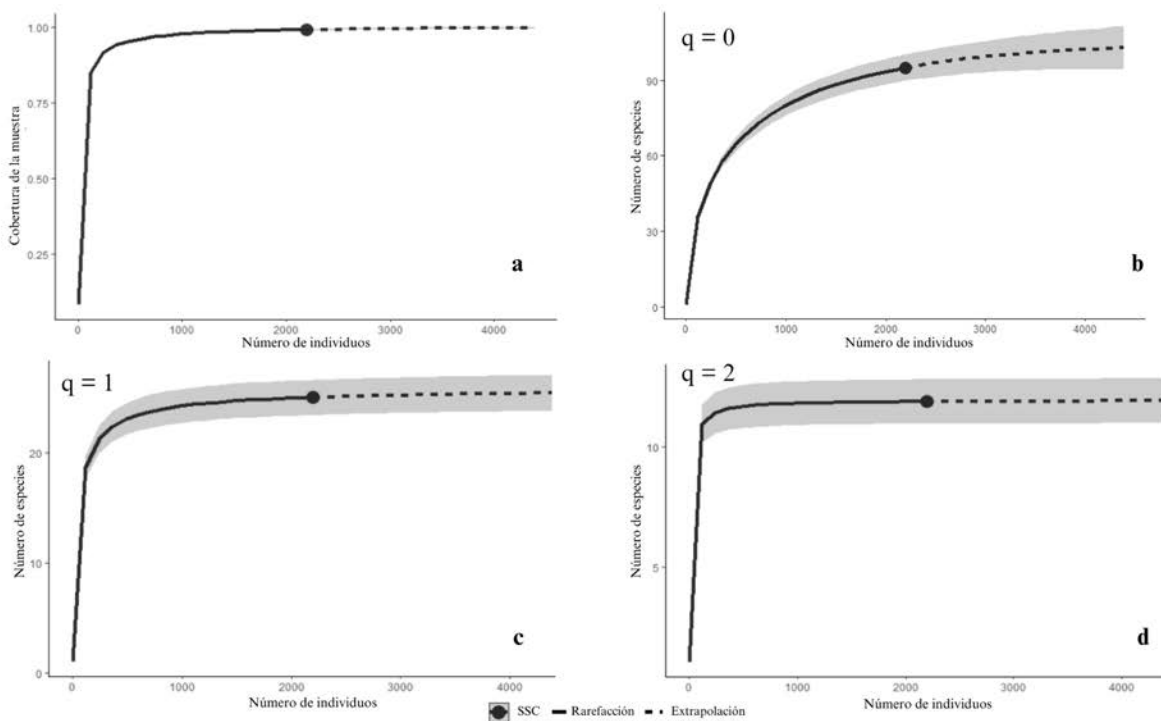 1.00
0.75
0.50
0.25
Cobertura de la muestra
0
1000
2000
3000
4000
Número de individuos
a
q = 0
90
60
30
0
Número de especies
0
1000
2000
3000
4000
Número de individuos
b
q = 1
20
10
0
Número de especies
0
1000
2000
3000
4000
Número de individuos
c
q = 2
10
5
Número de especies
0
1000
2000
3000
4000
Número de individuos
d
SSC Rarefacción Extrapolación